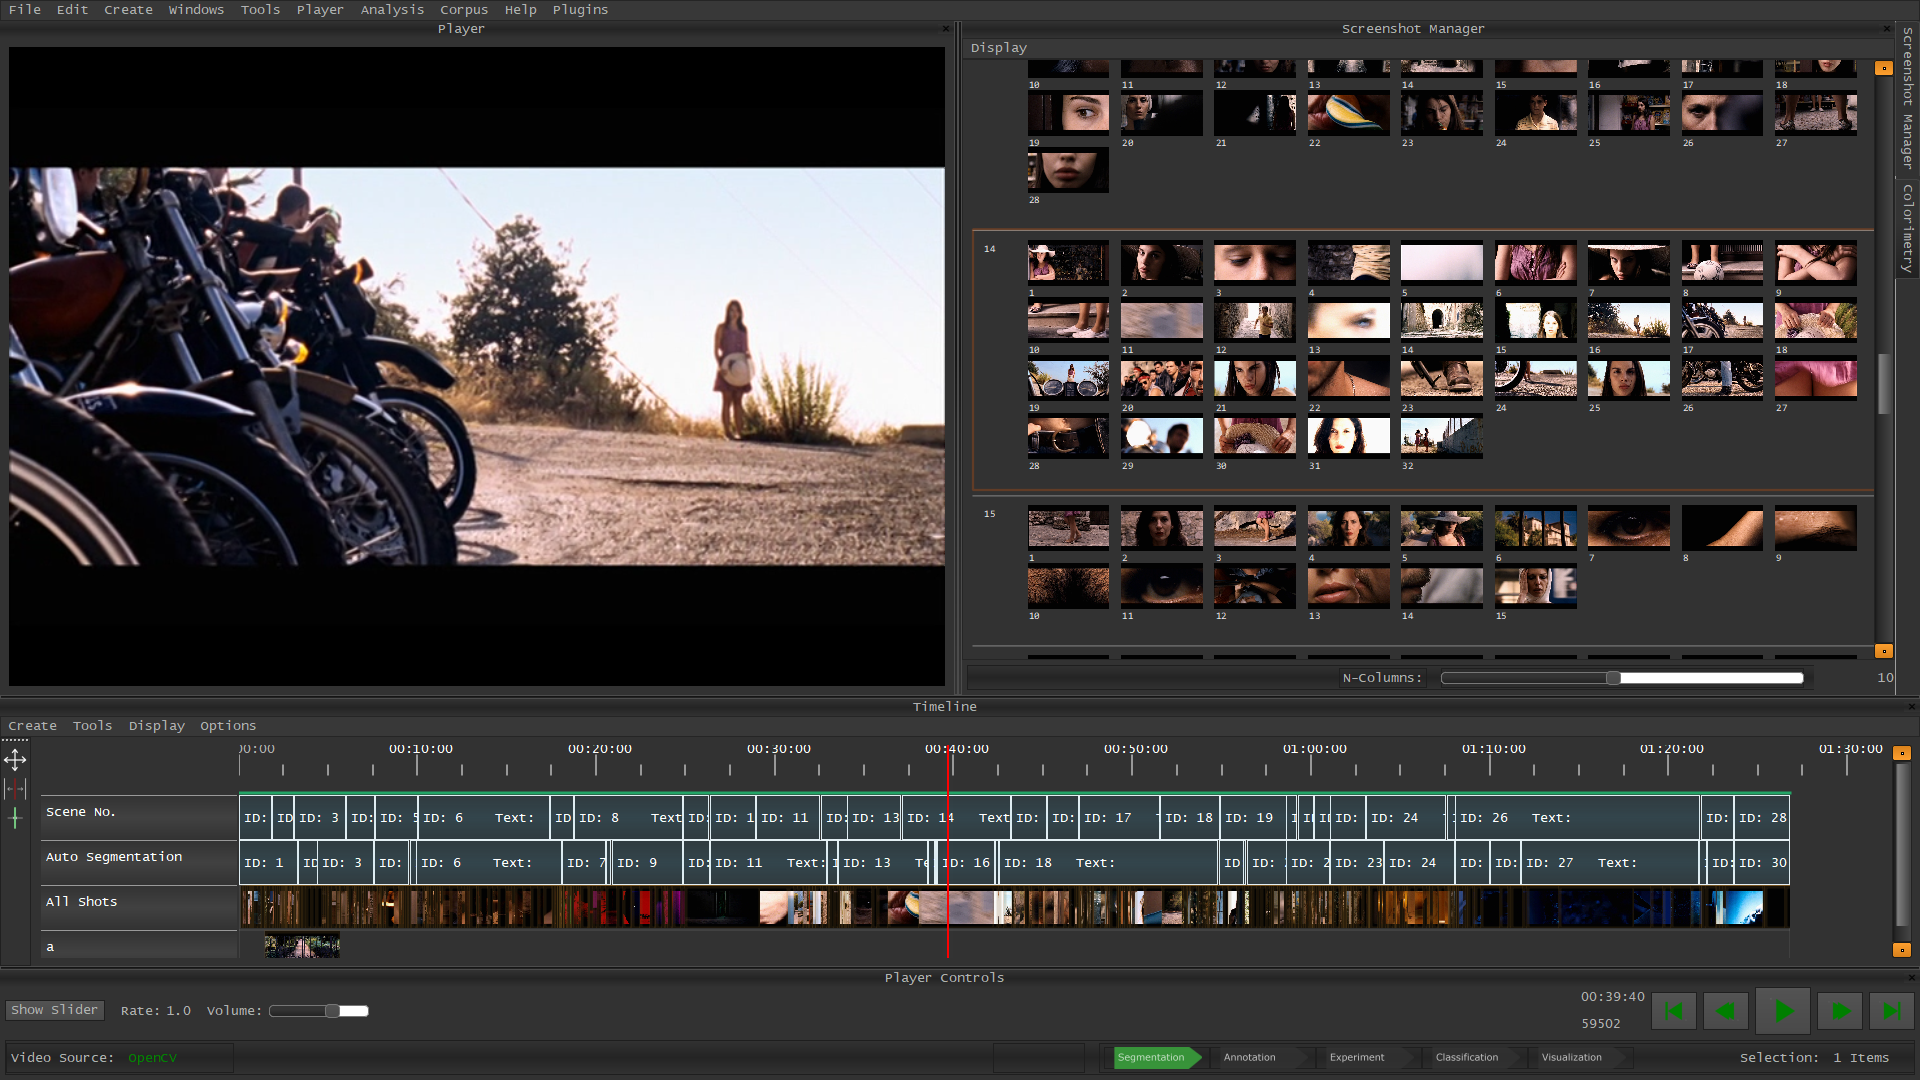 File Edit Create Windows Tools Player Analysis Corpus Help Plugins
Player
Screenshot Manager
Display
10 11 12 13 14 15 16 17 18
19 20 21 22 23 24 25 26 27
28
14
1 2 3 4 5 6 7 8 9
10 11 12 13 14 15 16 17 18
19 20 21 22 23 24 25 26 27
28 29 30 31 32
15
1 2 3 4 5 6 7 8 9
10 11 12 13 14 15
N-Columns: 10
Screenshot Manager
Colorimetry
Timeline
Create Tools Display Options
00:00 00:10:00 00:20:00 00:30:00 00:40:00 00:50:00 01:00:00 01:10:00 01:20:00 01:30:00
Scene No. ID: ID ID: 3 ID: ID: 5 ID: 6 Text: ID ID: 8 Text ID: ID: 1 ID: 11 ID: ID: 13 ID: 14 Text ID: ID: ID: 17 ID: 18 ID: 19 ID: ID: 24 ID: 26 Text: ID: ID: 28
Auto Segmentation ID: 1 ID ID: 3 ID: ID: 6 Text: ID: 7 ID: 9 ID: ID: 11 Text: ID: 13 Te ID: 16 ID: 18 Text: ID ID: ID: 2 ID: 23 ID: 24 ID: ID: ID: 27 Text: ID: ID: 30
All Shots
a
Player Controls
Show Slider Rate: 1.0 Volume:
00:39:40
59502
Video Source: OpenCV
Segmentation Annotation Experiment Classification Visualization
Selection: 1 Items